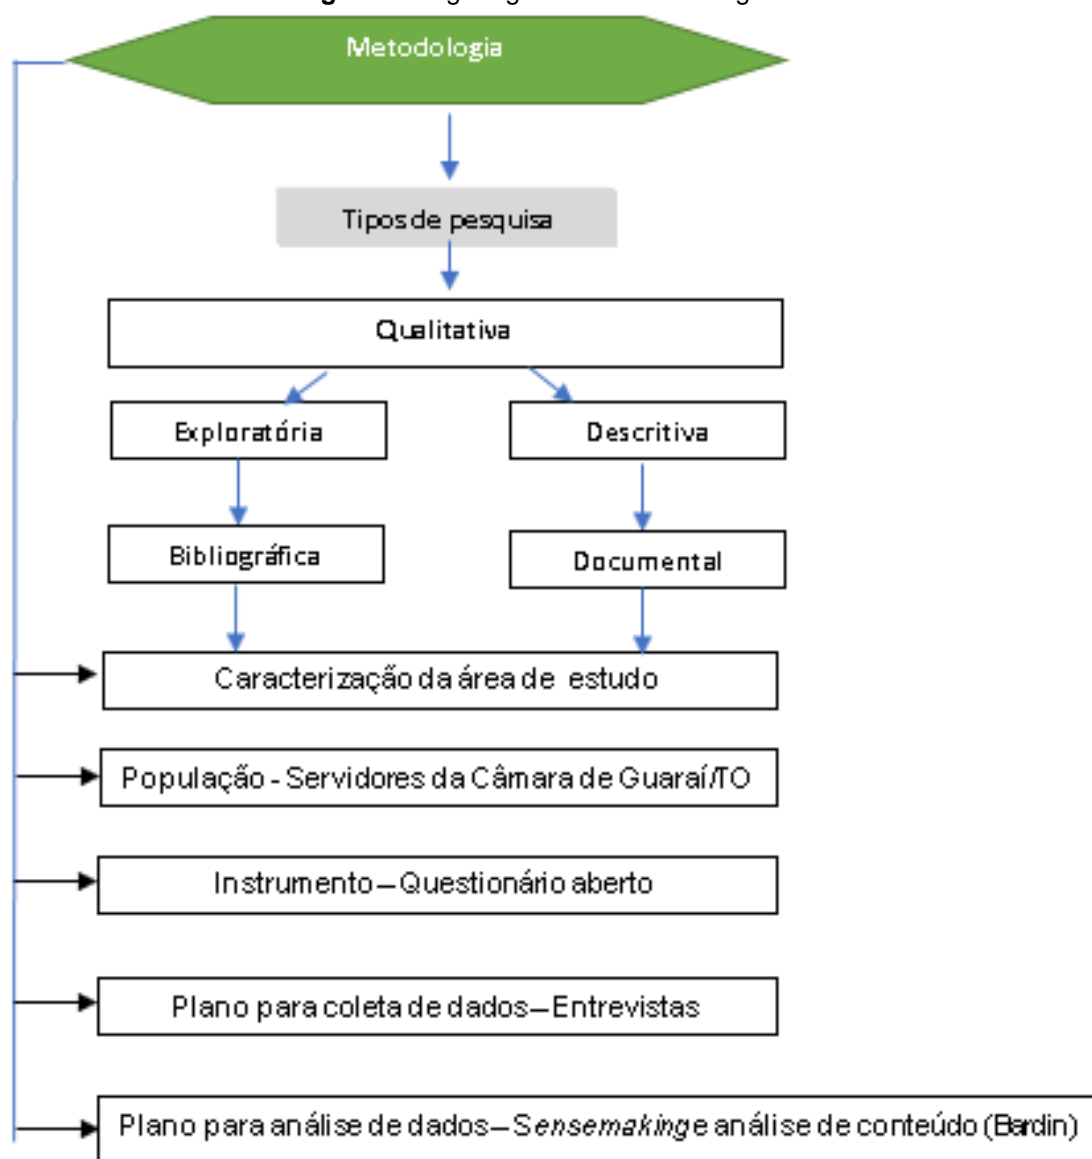 Metodologia
Tipos de pesquisa
Qualitativa
Exploratória Descritiva
Bibliográfica Documental
Caracterização da área de estudo
População - Servidores da Câmara de Guaraí/TO
Instrumento – Questionário aberto
Plano para coleta de dados – Entrevistas
Plano para análise de dados – Sensemaking e análise de conteúdo (Bardin)